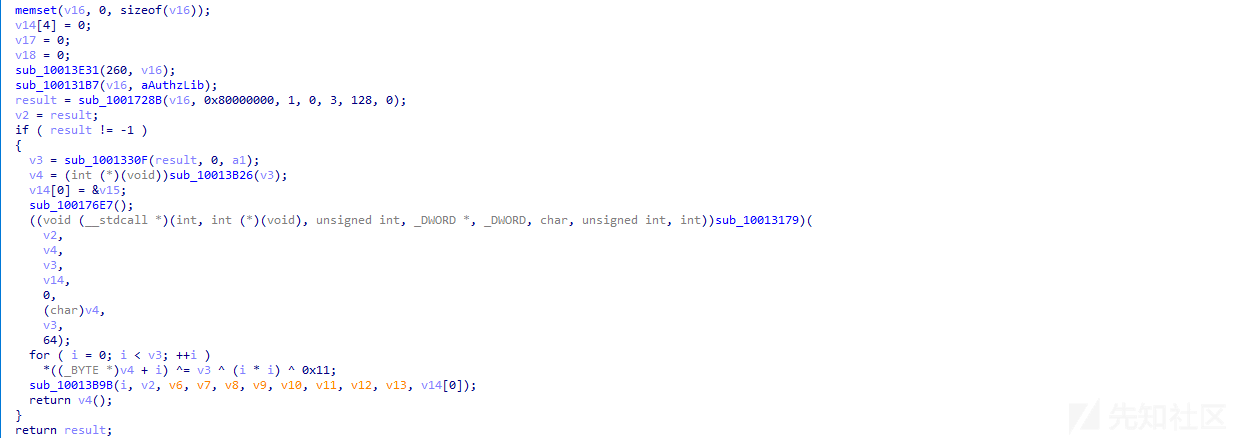 memset(v16, 0, sizeof(v16));
v14[4] = 0;
v17 = 0;
v18 = 0;
sub_10013E31(260, v16);
sub_100131B7(v16, aAuthzLib);
result = sub_1001728B(v16, 0x80000000, 1, 0, 3, 128, 0);
v2 = result;
if ( result != -1 )
{
v3 = sub_1001330F(result, 0, a1);
v4 = (int (*)(void))sub_10013B26(v3);
v14[0] = &v15;
sub_100176E7();
((void (__stdcall *)(int, int (*)(void), unsigned int, _DWORD *, _DWORD, char, unsigned int, int))sub_10013179)(
v2,
v4,
v3,
v14,
0,
(char)v4,
v3,
64);
for ( i = 0; i < v3; ++i )
*((_BYTE *)v4 + i) ^= v3 ^ (i * i) ^ 0x11;
sub_10013B9B(i, v2, v6, v7, v8, v9, v10, v11, v12, v13, v14[0]);
return v4();
}
return result;
先知社区